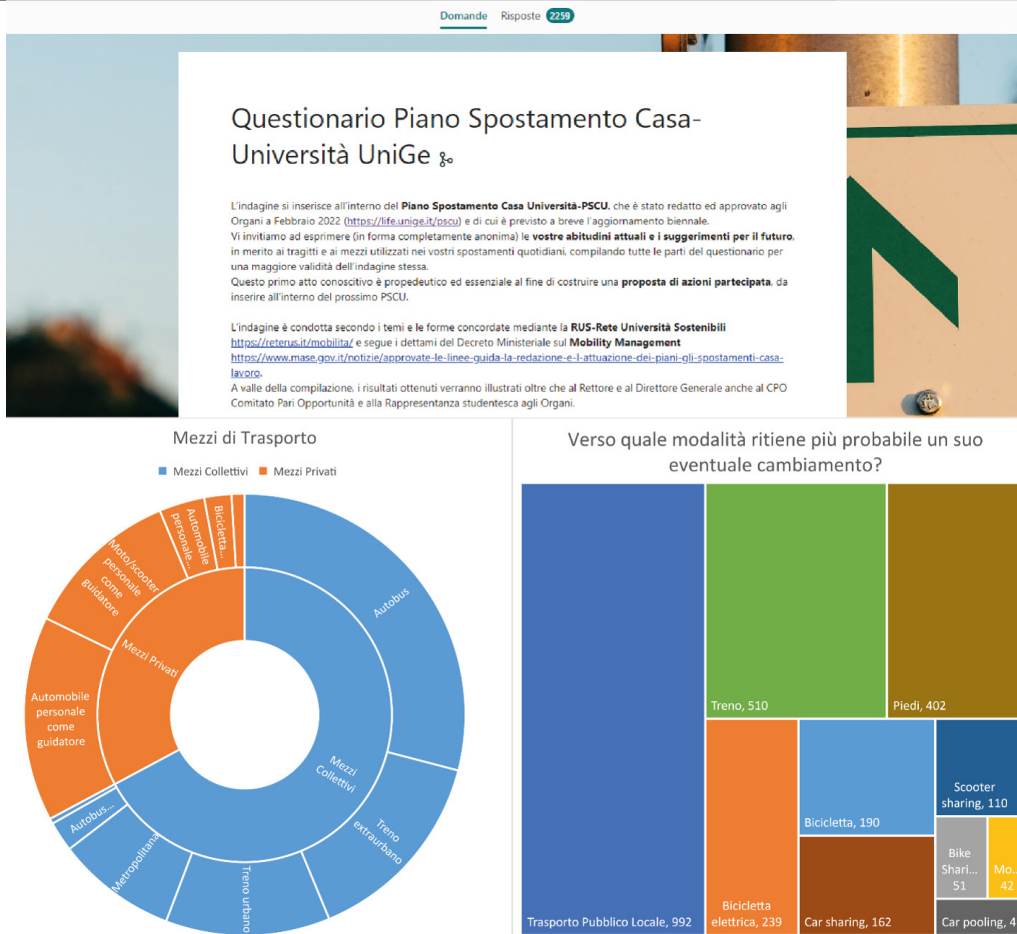 Domande Risposte 2259
Questionario Piano Spostamento Casa-
Università UniGe
L'indagine si inserisce all'interno del Piano Spostamento Casa Università-PSCU, che è stato redatto ed approvato agli
Organi a Febbraio 2022 (https://life.unige.it/pscu) e di cui è previsto a breve l'aggiornamento biennale.
Vi invitiamo ad esprimere (in forma completamente anonima) le vostre abitudini attuali e i suggerimenti per il futuro,
in merito ai tragitti e ai mezzi utilizzati nei vostri spostamenti quotidiani, compilando tutte le parti del questionario per
una maggiore validità dell'indagine stessa.
Questo primo atto conoscitivo è propedeutico ed essenziale al fine di costruire una proposta di azioni partecipata, da
inserire all'interno del prossimo PSCU.
L'indagine è condotta secondo i temi e le forme concordate mediante la RUS-Rete Università Sostenibili
https://reterus.it/mobilita/ e segue i dettami del Decreto Ministeriale sul Mobility Management
https://www.mase.gov.it/notizie/approvate-le-linee-guida-la-redazione-e-l-attuazione-dei-piani-gli-spostamenti-casa-
lavoro.
A valle della compilazione, i risultati ottenuti verranno illustrati oltre che al Rettore e al Direttore Generale anche al CPO
Comitato Pari Opportunità e alla Rappresentanza studentesca agli Organi.
Mezzi di Trasporto
Mezzi Collettivi Mezzi Privati
Autobus
Treno
extraurbano
Treno urbano
Metropolitana
Autobus...
Automobile
personale
come
guidatore
Moto/scooter
personale
come
guidatore
Automobile
personale...
Bicicletta...
Mezzi Privati
Mezzi
Collettivi
Verso quale modalità ritiene più probabile un suo
eventuale cambiamento?
Trasporto Pubblico Locale, 992
Treno, 510
Piedi, 402
Bicicletta
elettrica, 239
Bicicletta, 190
Car sharing, 162
Scooter
sharing, 110
Bike
Shari...
51
Mo...
42
Car pooling, 4